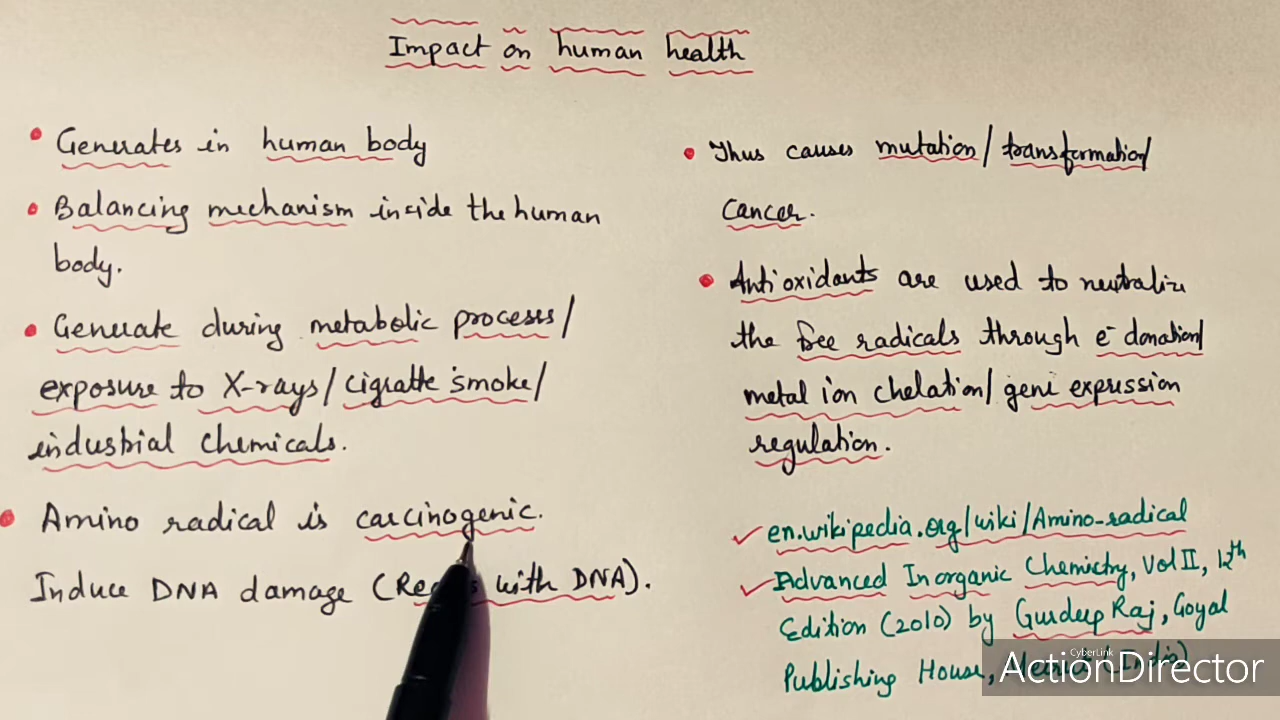 Impact on human health
Generates in human body
Balancing mechanism inside the human
body.
Generate during metabolic processes/
exposure to X-rays/cigratte smoke/
industrial chemicals.
Amino radical is carcinogenic.
Induce DNA damage ( with DNA).
Thus causes mutation/transformation/
cancer.
Antioxidants are used to neutralize
the free radicals through e- donation/
metal ion chelation/gene expression
regulation.
en.wikipedia.org/wiki/Amino-radical
Advanced Inorganic Chemistry, Vol II, 12th
Edition (2010) by Gurdeep Raj, Goyal
Publishing House,
CyberLink
ActionDirector